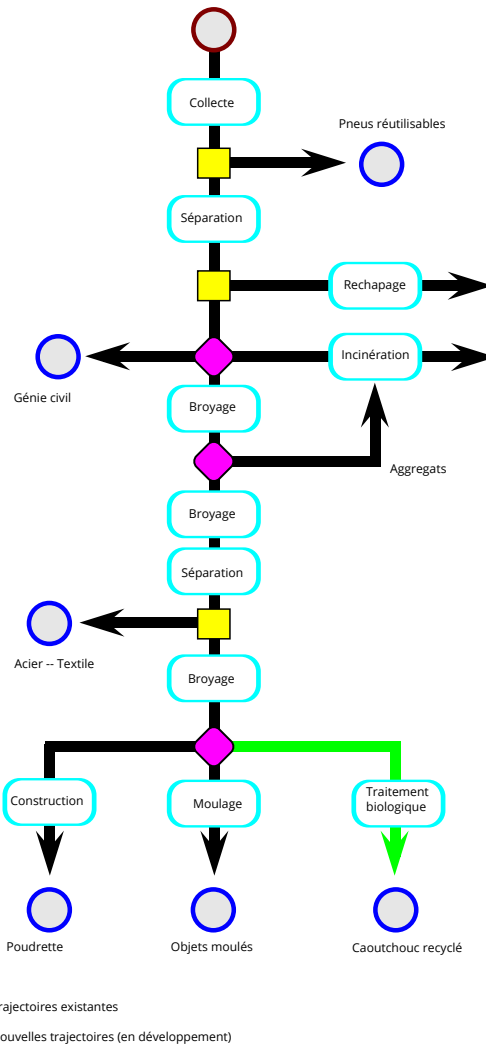 Collecte
Pneus réutilisables
Séparation
Rechapage
Incinération
Génie civil
Broyage
Aggregats
Broyage
Séparation
Acier -- Textile
Broyage
Construction
Moulage
Traitement
biologique
Poudrette
Objets moulés
Caoutchouc recyclé
rajectoires existantes
ouvelles trajectoires (en développement)